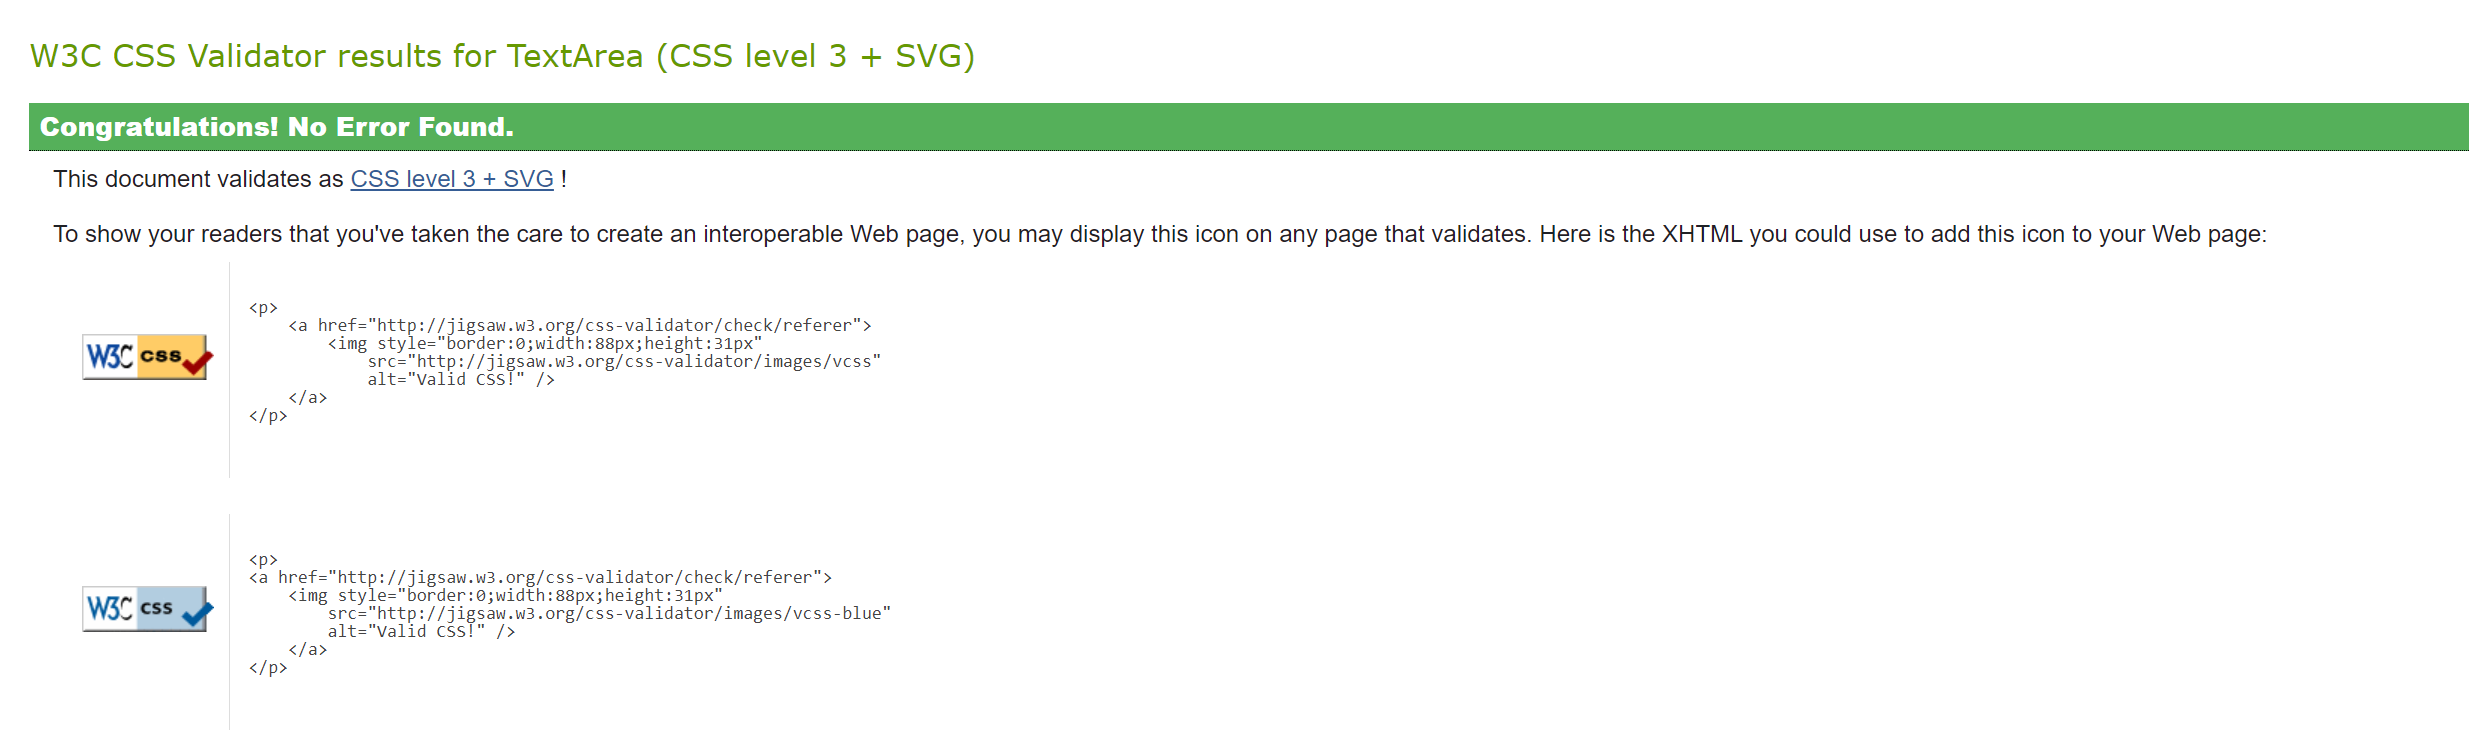 W3C CSS Validator results for TextArea (CSS level 3 + SVG)
Congratulations! No Error Found.
This document validates as CSS level 3 + SVG !
To show your readers that you've taken the care to create an interoperable Web page, you may display this icon on any page that validates. Here is the XHTML you could use to add this icon to your Web page:
W3C css
<p>
    <a href="http://jigsaw.w3.org/css-validator/check/referer">
        <img style="border:0;width:88px;height:31px"
            src="http://jigsaw.w3.org/css-validator/images/vcss"
            alt="Valid CSS!" />
    </a>
</p>
W3C css
<p>
<a href="http://jigsaw.w3.org/css-validator/check/referer">
    <img style="border:0;width:88px;height:31px"
        src="http://jigsaw.w3.org/css-validator/images/vcss-blue"
        alt="Valid CSS!" />
    </a>
</p>